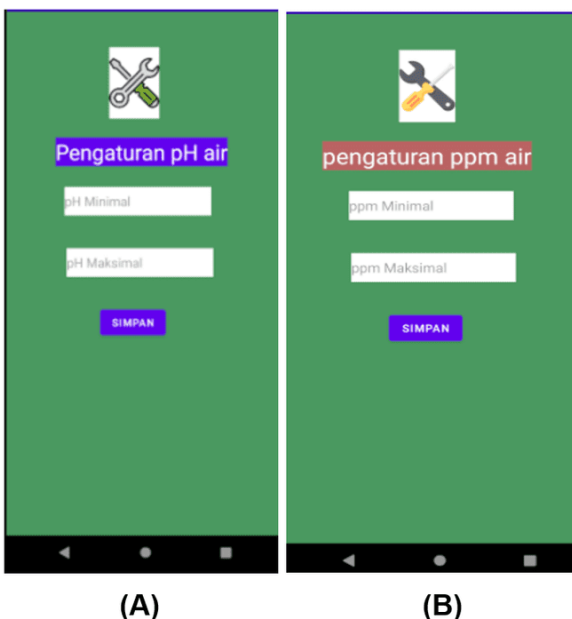 Pengaturan pH air
pH Minimal
pH Maksimal
SIMPAN
(A)
pengaturan ppm air
ppm Minimal
ppm Maksimal
SIMPAN
(B)